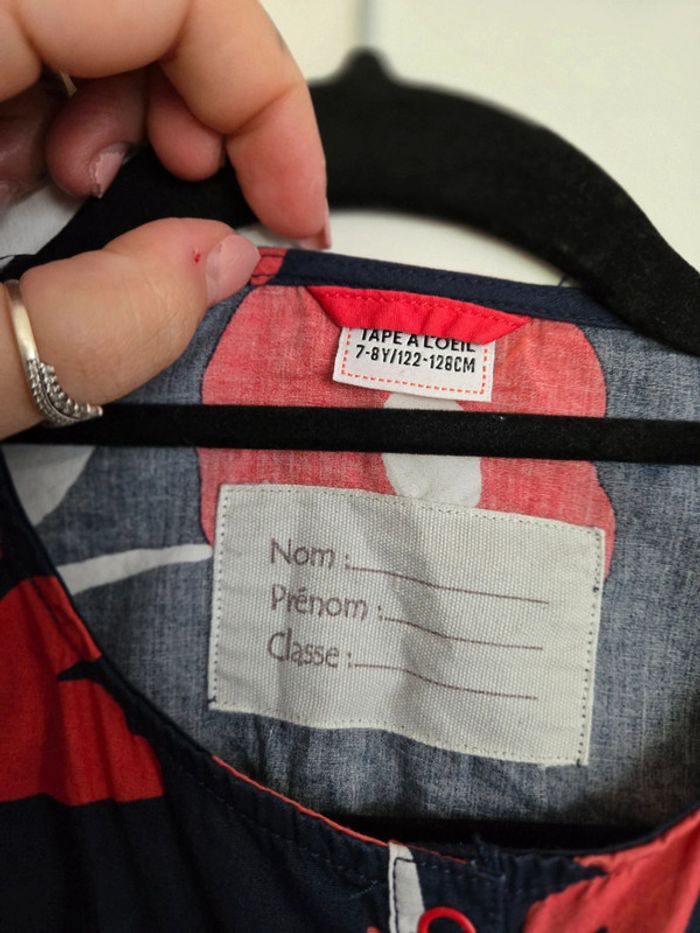 TAPE A L'OEIL
7-8Y/122-128CM
Nom :
Prénom :
Classe :